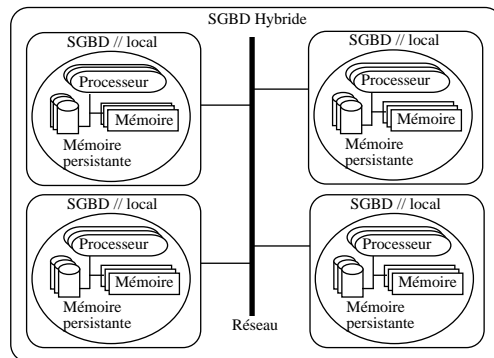 SGBD Hybride
SGBD // local
Processeur
Mémoire
Mémoire
persistante
SGBD // local
Processeur
Mémoire
Mémoire
persistante
SGBD // local
Processeur
Mémoire
Mémoire
persistante
SGBD // local
Processeur
Mémoire
Mémoire
persistante
Réseau